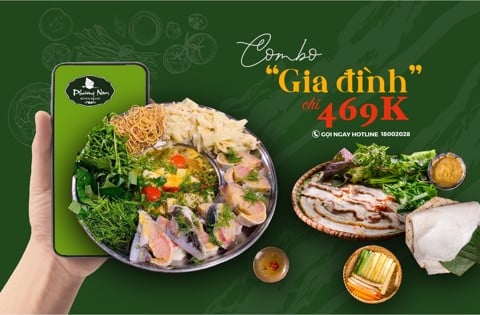 Phương Nam
Combo
"Gia đình"
chỉ 469K
GỌI NGAY HOTLINE 18002028